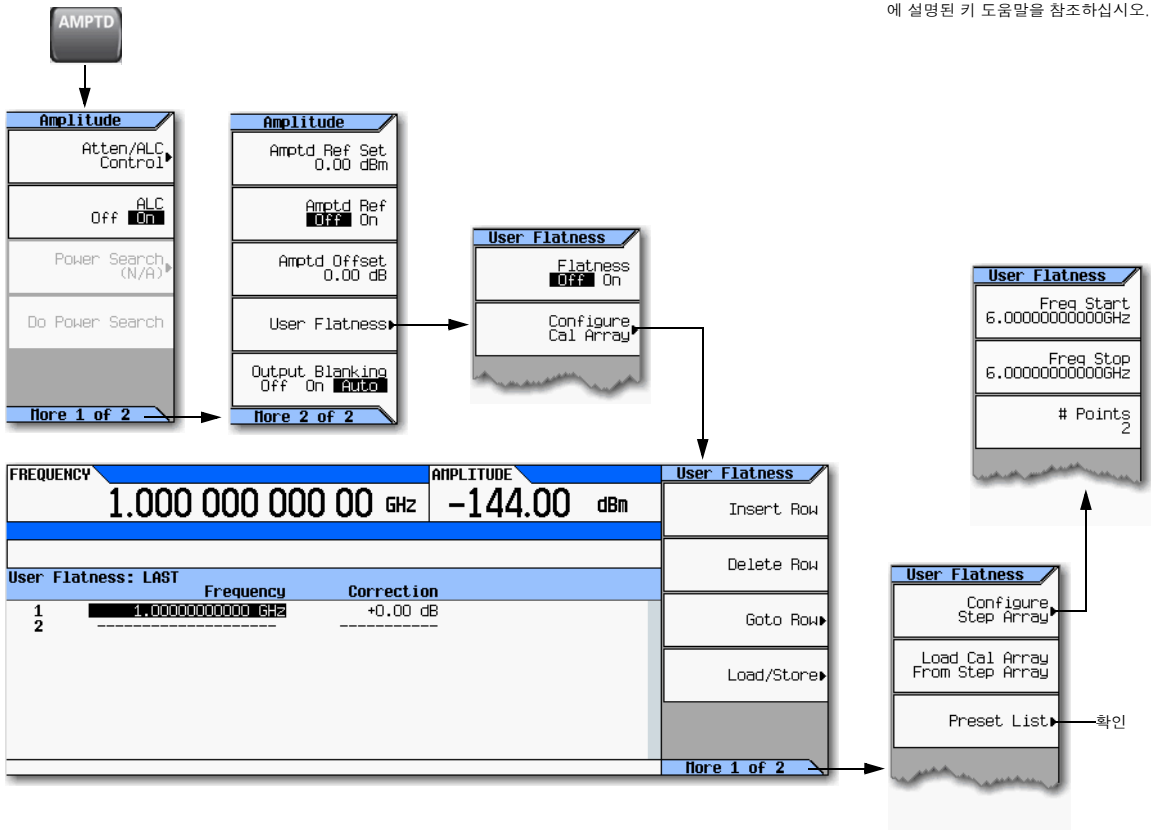 에 설명된 키 도움말을 참조하십시오.
AMPTD
Amplitude
Atten/ALC
Control
ALC
Off On
Power Search
(N/A)
Do Power Search
More 1 of 2
Amplitude
Amptd Ref Set
0.00 dBm
Amptd Ref
Off On
Amptd Offset
0.00 dB
User Flatness
Output Blanking
Off On Auto
More 2 of 2
User Flatness
Flatness
Off On
Configure
Cal Array
User Flatness
Freq Start
6.00000000000GHz
Freq Stop
6.00000000000GHz
# Points
2
FREQUENCY
1.000 000 000 00 GHz
AMPLITUDE
-144.00 dBm
User Flatness: LAST
Frequency Correction
1 1.00000000000 GHz +0.00 dB
2 -------------------- -----------
User Flatness
Insert Row
Delete Row
Goto Row
Load/Store
More 1 of 2
User Flatness
Configure
Step Array
Load Cal Array
From Step Array
Preset List
확인